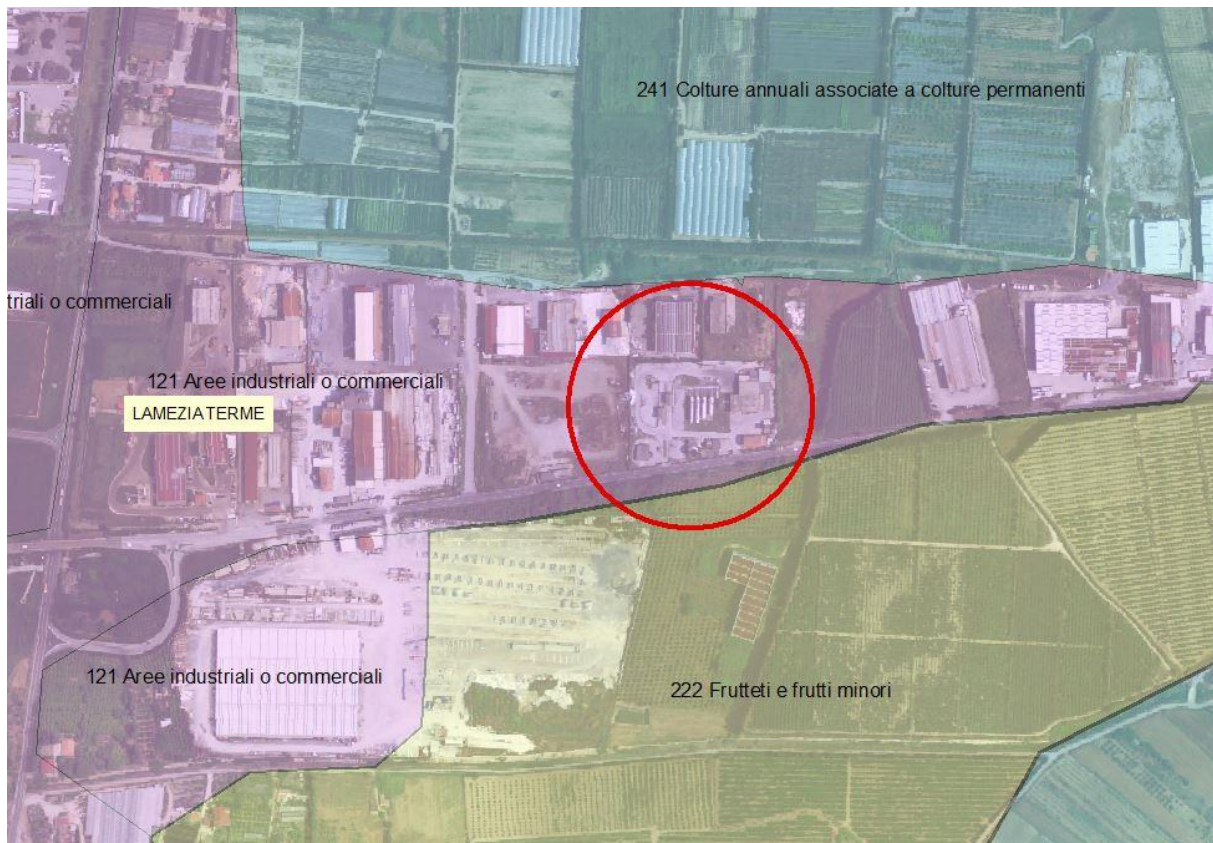 241 Colture annuali associate a colture permanenti
triali o commerciali
121 Aree industriali o commerciali
LAMEZIA TERME
121 Aree industriali o commerciali
222 Frutteti e frutti minori